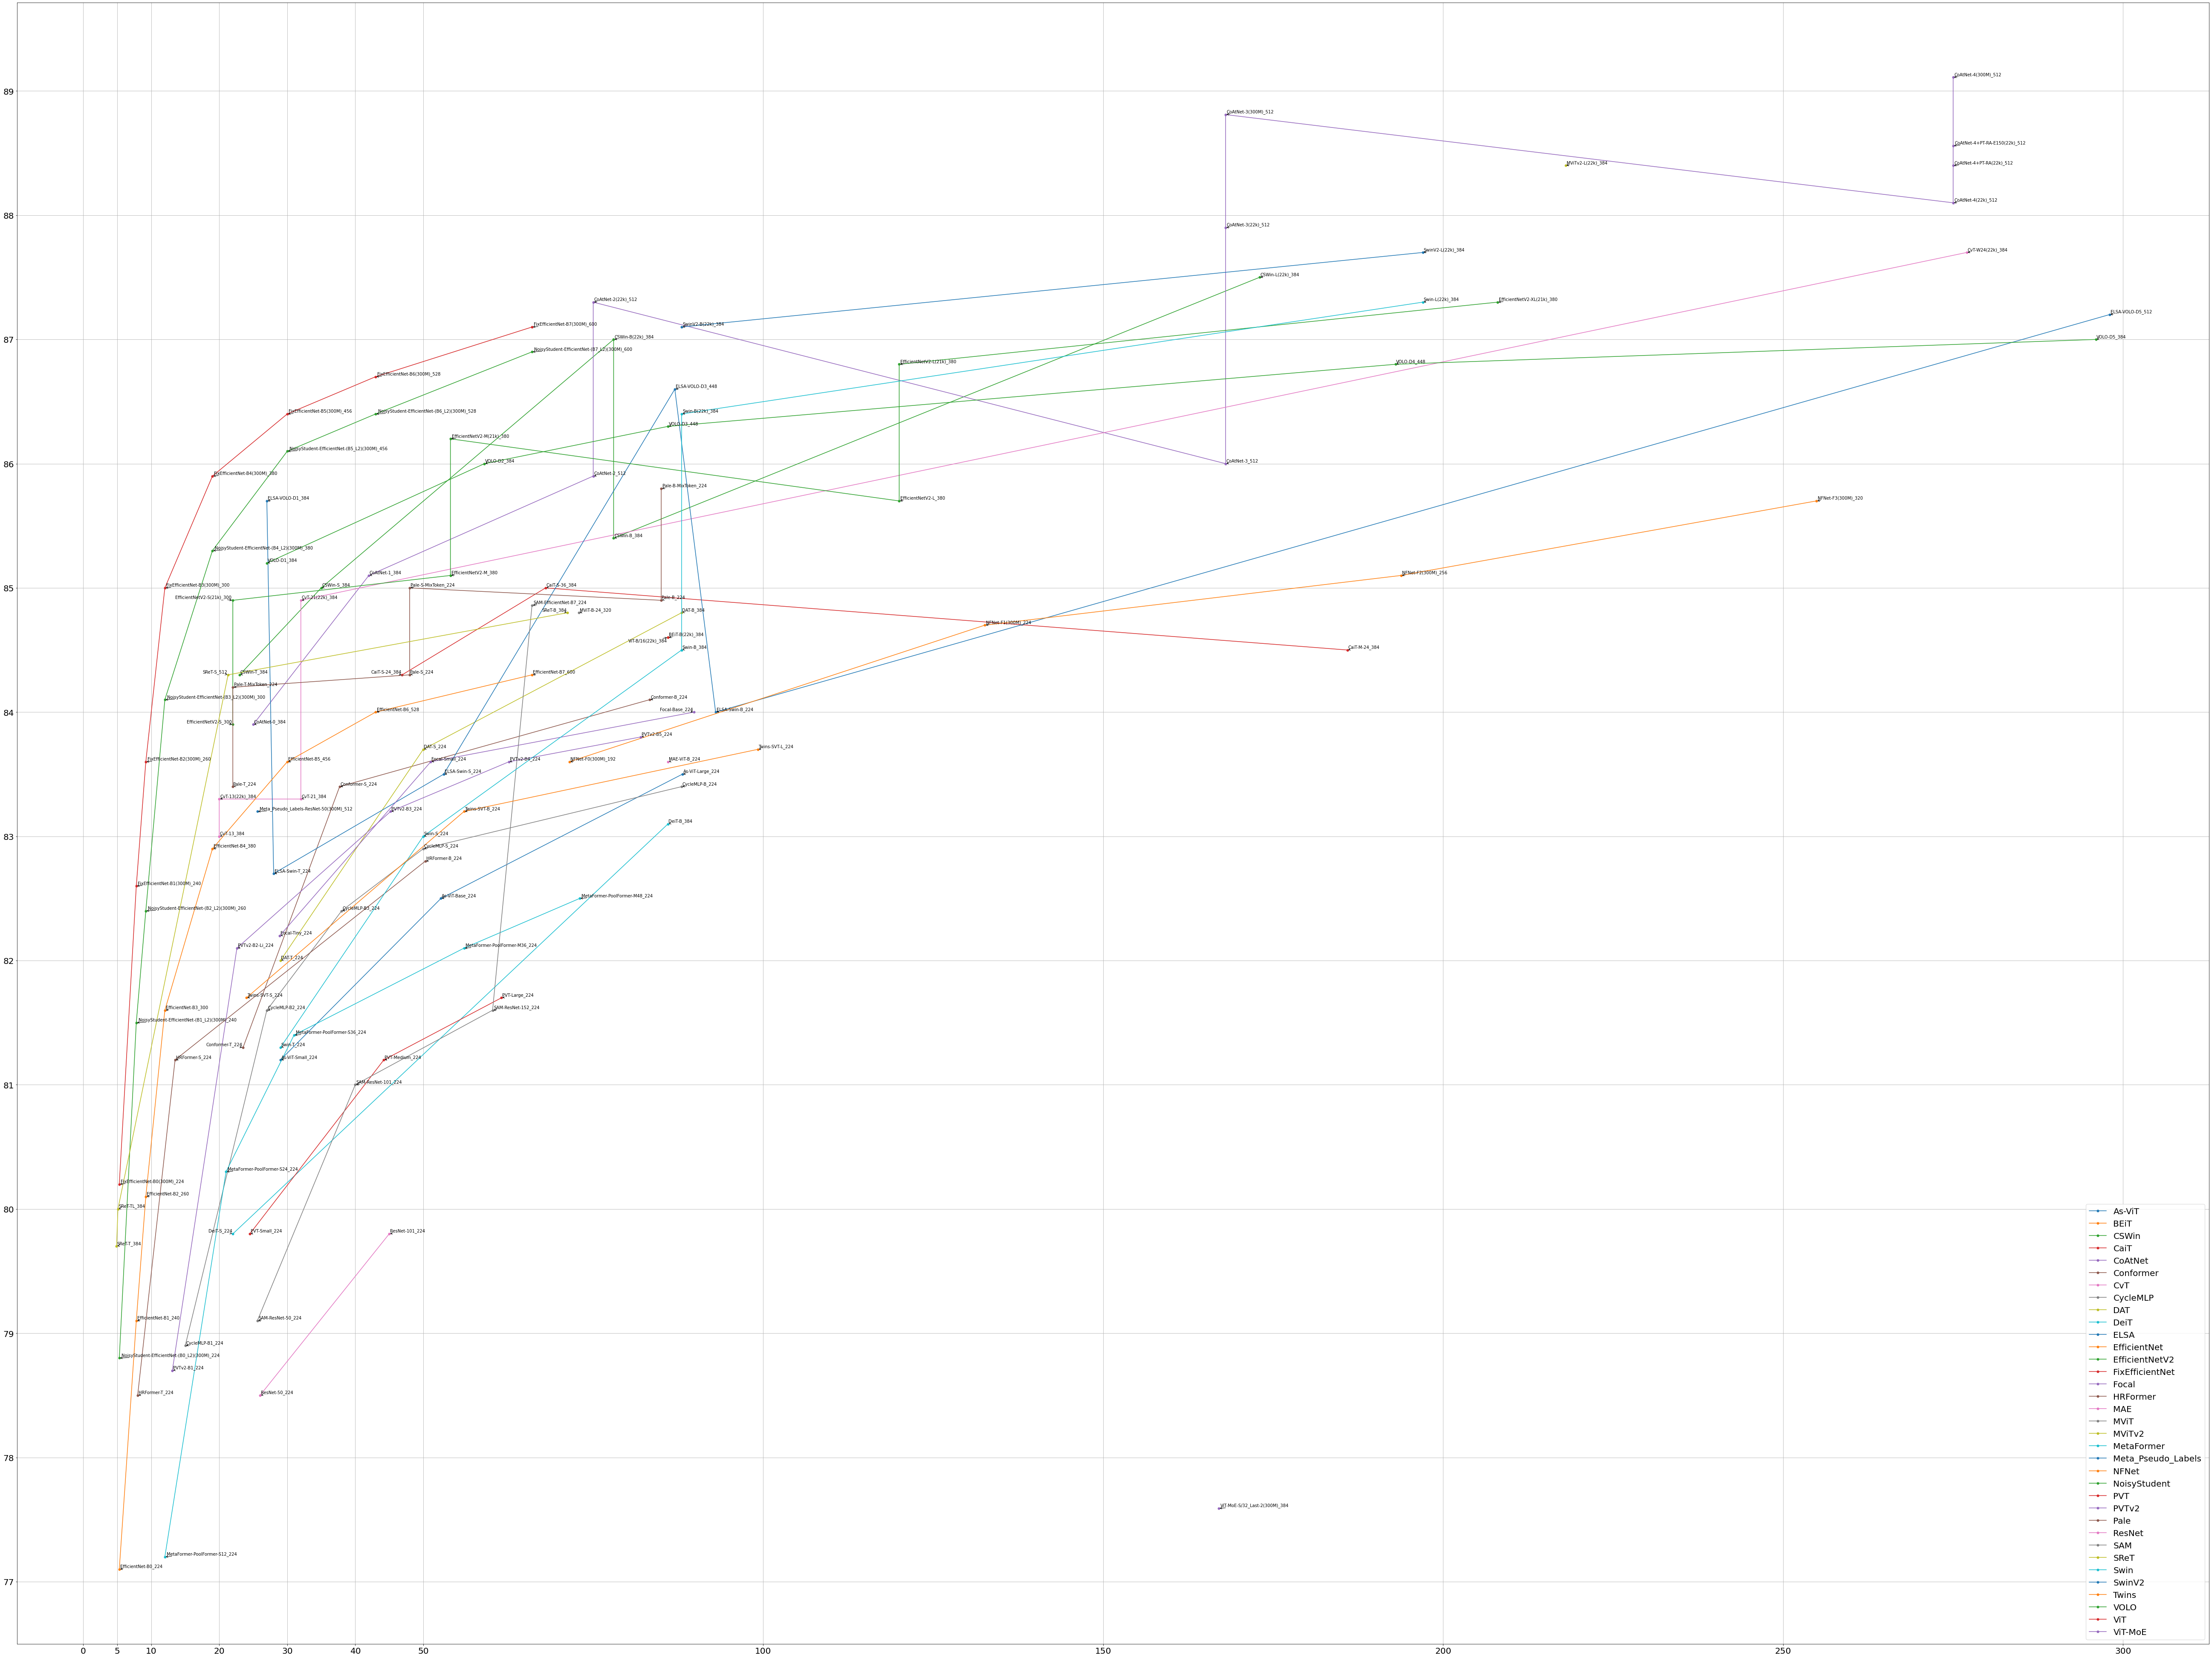 89
88
87
86
85
84
83
82
81
80
79
78
77
CoAtNet-4(300M)_512
CoAtNet-3(300M)_512
CoAtNet-4+PT-RA-E150(22k)_512
CoAtNet-4+PT-RA(22k)_512
MViTv2-L(22k)_384
CoAtNet-4(22k)_512
CoAtNet-3(22k)_512
SwinV2-L(22k)_384
CvT-W24(22k)_384
CSWin-L(22k)_384
CoAtNet-2(22k)_512
Swin-L(22k)_384
EfficientNetV2-XL(21k)_380
ELSA-VOLO-D5_512
FixEfficientNet-B7(300M)_600
SwinV2-B(22k)_384
CSWin-B(22k)_384
VOLO-D5_384
NoisyStudent-Efficient-(B7_L2)(300M)_600
EfficientNetV2-L(21k)_380
VOLO-D4_448
FixEfficientNet-B6(300M)_528
ELSA-VOLO-D3_448
FixEfficientNet-B5(300M)_456
NoisyStudent-EfficientNet-(B6_L2)(300M)_528
Swin-B(22k)_384
VOLO-D3_448
EfficientNetV2-M(21k)_380
NoisyStudent-EfficientNet-(B5_L2)(300M)_456
VOLO-D2_384
CoAtNet-3_512
FixEfficientNet-B4(300M)_380
CoAtNet-2_512
Pale-B-MixToken_224
ELSA-VOLO-D1_384
EfficientNetV2-L_380
NFNet-F3(300M)_320
CSWin-B_384
NoisyStudent-EfficientNet-(B4_L2)(300M)_380
VOLO-D1_384
CoAtNet-1_384
EfficientNetV2-M_380
NFNet-F2(300M)_256
FixEfficientNet-B3(300M)_300
CSWin-S_384
Pale-S-MixToken_224
CaiT-S-36_384
EfficientNetV2-S(21k)_300
CvT-21(22k)_384
Pale-B_224
SAM-EfficientNet-B7_224
SReT-B_384
MViT-B-24_320
DAT-B_384
NFNet-F1(300M)_224
BEiT-B(22k)_384
ViT-B/16(22k)_384
Swin-B_384
CaiT-M-24_384
SReT-S_512
CSWin-T_384
CaiT-S-24_384
Pale-S_224
EfficientNet-B7_600
Pale-T-MixToken_224
NoisyStudent-EfficientNet-(B3_L2)(300M)_300
Conformer-B_224
EfficientNet-B6_528
Focal-Base_224
ELSA-Swin-B_224
EfficientNetV2-S_300
CoAtNet-0_384
PVTv2-B5_224
DAT-S_224
Twins-SVT-L_224
FixEfficientNet-B2(300M)_260
EfficientNet-B5_456
Focal-Small_224
PVTv2-B4_224
NFNet-F0(300M)_192
MAE-ViT-B_224
ELSA-Swin-S_224
As-ViT-Large_224
Pale-T_224
Conformer-S_224
CycleMLP-B_224
CvT-13(22k)_384
CvT-21_384
Meta_Pseudo_Labels-ResNet-50(300M)_512
PVTv2-B3_224
Twins-SVT-B_224
DeiT-B_384
CvT-13_384
Swin-S_224
EfficientNet-B4_380
CycleMLP-S_224
HRFormer-B_224
ELSA-Swin-T_224
FixEfficientNet-B1(300M)_240
As-ViT-Base_224
MetaFormer-PoolFormer-M48_224
NoisyStudent-EfficientNet-(B2_L2)(300M)_260
CycleMLP-B3_224
Focal-Tiny_224
PVTv2-B2-Li_224
MetaFormer-PoolFormer-M36_224
DAT-T_224
Twins-SVT-S_224
PVT-Large_224
EfficientNet-B3_300
CycleMLP-B2_224
SAM-ResNet-152_224
NoisyStudent-EfficientNet-(B1_L2)(300M)_240
MetaFormer-PoolFormer-S36_224
Conformer-T_224
Swin-T_224
HRFormer-S_224
As-ViT-Small_224
PVT-Medium_224
SAM-ResNet-101_224
MetaFormer-PoolFormer-S24_224
FixEfficientNet-B0(300M)_224
EfficientNet-B2_260
SReT-TL_384
DeiT-S_224
PVT-Small_224
ResNet-101_224
SReT-T_384
EfficientNet-B1_240
SAM-ResNet-50_224
CycleMLP-B1_224
NoisyStudent-EfficientNet-(B0_L2)(300M)_224
PVTv2-B1_224
HRFormer-T_224
ResNet-50_224
ViT-MoE-S/32_Last-2(300M)_384
MetaFormer-PoolFormer-S12_224
EfficientNet-B0_224
As-ViT
BEiT
CSWin
CaiT
CoAtNet
Conformer
CvT
CycleMLP
DAT
DeiT
ELSA
EfficientNet
EfficientNetV2
FixEfficientNet
Focal
HRFormer
MAE
MViT
MViTv2
MetaFormer
Meta_Pseudo_Labels
NFNet
NoisyStudent
PVT
PVTv2
Pale
ResNet
SAM
SReT
Swin
SwinV2
Twins
VOLO
ViT
ViT-MoE
0 5 10 20 30 40 50 100 150 200 250 300